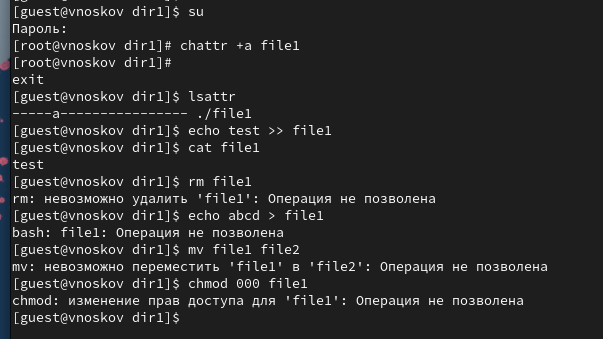 [guest@vnoskov dir1]$ su
Пароль:
[root@vnoskov dir1]# chattr +a file1
[root@vnoskov dir1]#
exit
[guest@vnoskov dir1]$ lsattr
-----a---------------- ./file1
[guest@vnoskov dir1]$ echo test >> file1
[guest@vnoskov dir1]$ cat file1
test
[guest@vnoskov dir1]$ rm file1
rm: невозможно удалить 'file1': Операция не позволена
[guest@vnoskov dir1]$ echo abcd > file1
bash: file1: Операция не позволена
[guest@vnoskov dir1]$ mv file1 file2
mv: невозможно переместить 'file1' в 'file2': Операция не позволена
[guest@vnoskov dir1]$ chmod 000 file1
chmod: изменение прав доступа для 'file1': Операция не позволена
[guest@vnoskov dir1]$